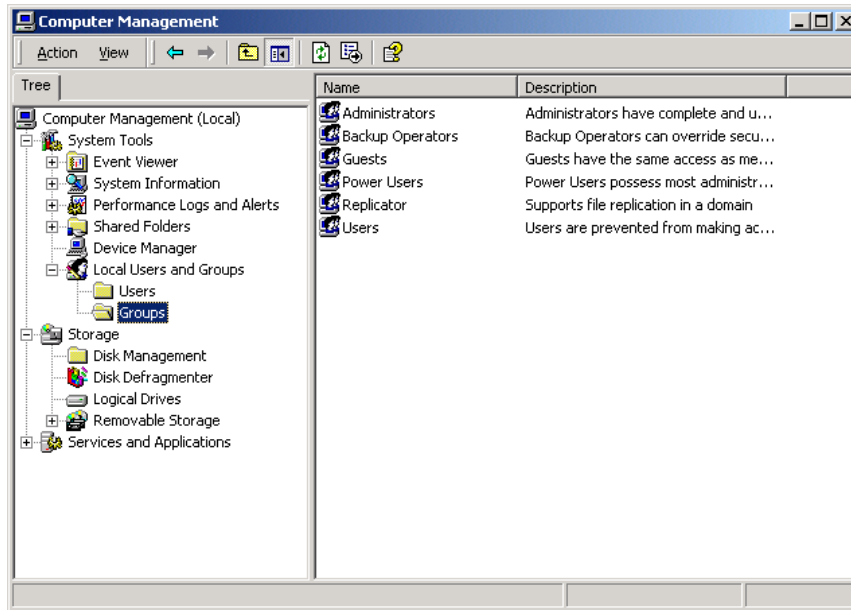 Computer Management
Action View
Tree
Computer Management (Local)
System Tools
Event Viewer
System Information
Performance Logs and Alerts
Shared Folders
Device Manager
Local Users and Groups
Users
Groups
Storage
Disk Management
Disk Defragmenter
Logical Drives
Removable Storage
Services and Applications
Name Description
Administrators Administrators have complete and u...
Backup Operators Backup Operators can override secu...
Guests Guests have the same access as me...
Power Users Power Users possess most administr...
Replicator Supports file replication in a domain
Users Users are prevented from making ac...